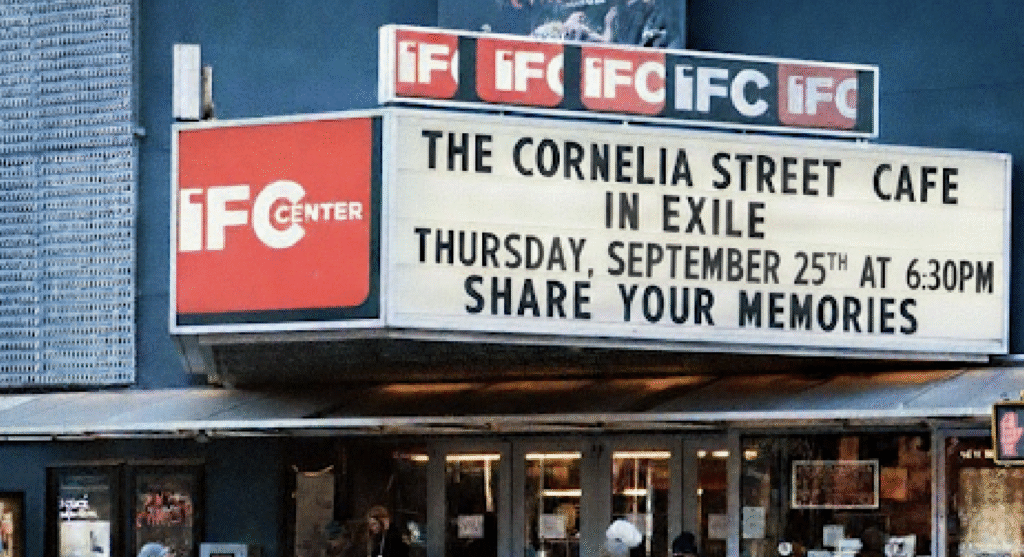 iFC iFC iFC iFC iFC
THE CORNELIA STREET CAFE
IN EXILE
THURSDAY, SEPTEMBER 25TH AT 6:30PM
SHARE YOUR MEMORIES
iFC CENTER